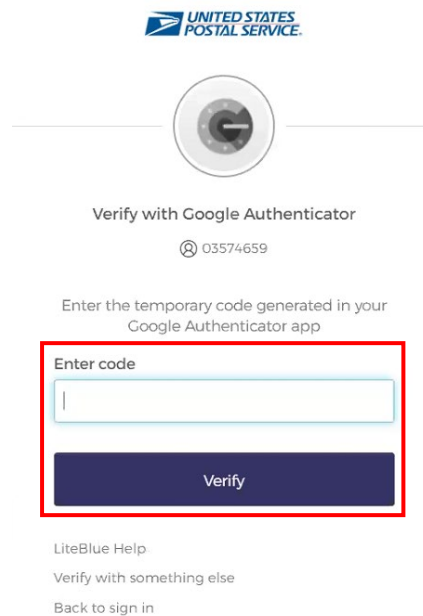 UNITED STATES
POSTAL SERVICE.
Verify with Google Authenticator
03574659
Enter the temporary code generated in your
Google Authenticator app
Enter code
Verify
LiteBlue Help
Verify with something else
Back to sign in